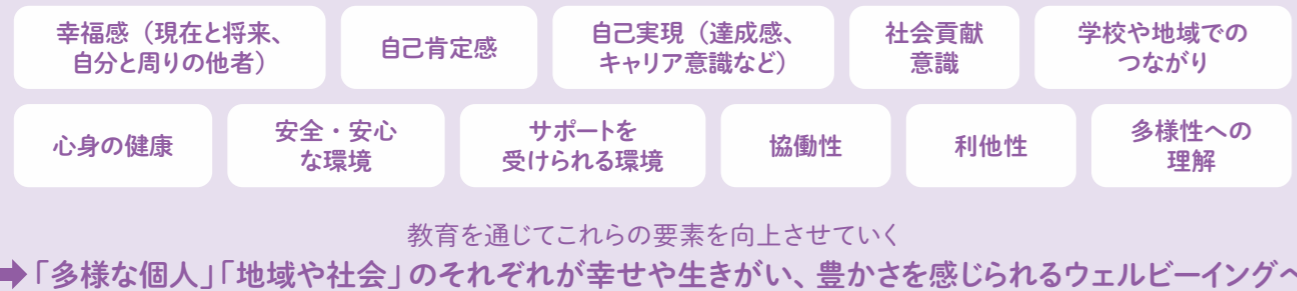 幸福感（現在と将来、
自分と周りの他者）
自己肯定感
自己実現（達成感、
キャリア意識など）
社会貢献
意識
学校や地域での
つながり
心身の健康
安全・安心
な環境
サポートを
受けられる環境
協働性
利他性
多様性への
理解
教育を通じてこれらの要素を向上させていく
➡「多様な個人」「地域や社会」のそれぞれが幸せや生きがい、豊かさを感じられるウェルビーイングへ